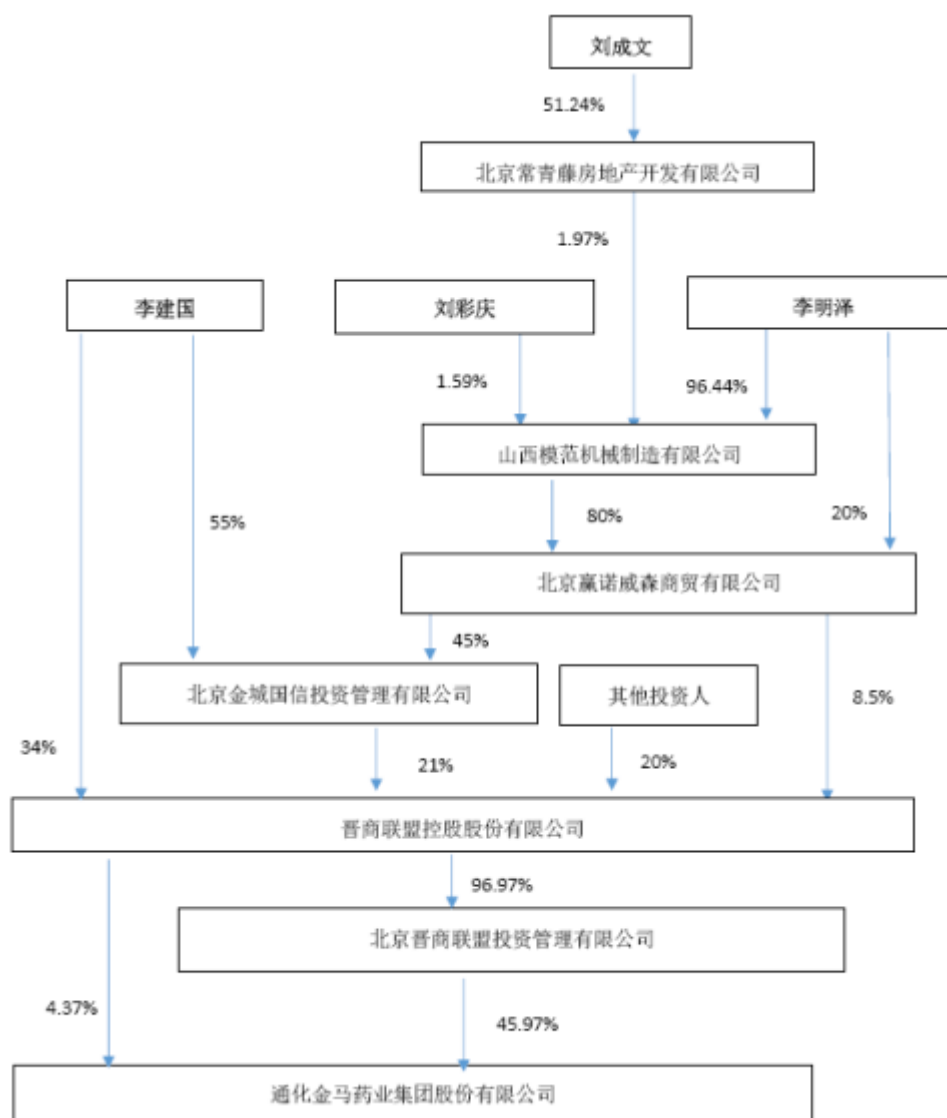 刘成文
51.24%
北京常青藤房地产开发有限公司
1.97%
李建国
刘彩庆
李明泽
1.59%
96.44%
山西模范机械制造有限公司
55%
80%
20%
北京赢诺威森商贸有限公司
45%
北京金城国信投资管理有限公司
其他投资人
8.5%
34%
21%
20%
晋商联盟控股股份有限公司
96.97%
北京晋商联盟投资管理有限公司
4.37%
45.97%
通化金马药业集团股份有限公司